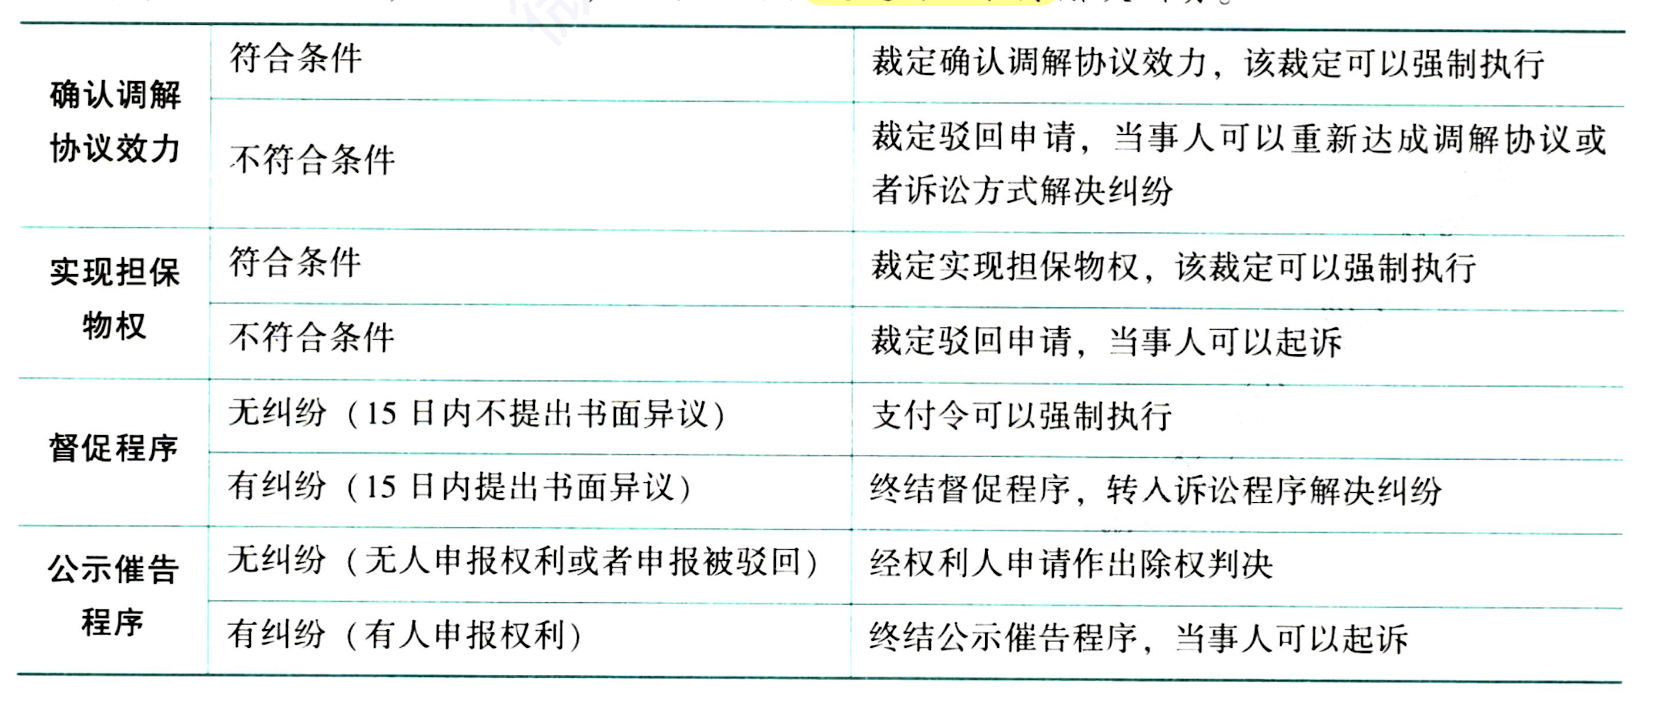 确认调解
协议效力
符合条件
裁定确认调解协议效力，该裁定可以强制执行
不符合条件
裁定驳回申请，当事人可以重新达成调解协议或
者诉讼方式解决纠纷
实现担保
物权
符合条件
裁定实现担保物权，该裁定可以强制执行
不符合条件
裁定驳回申请，当事人可以起诉
督促程序
无纠纷（15 日内不提出书面异议）
支付令可以强制执行
有纠纷（15 日内提出书面异议）
终结督促程序，转入诉讼程序解决纠纷
公示催告
程序
无纠纷（无人申报权利或者申报被驳回）
经权利人申请作出除权判决
有纠纷（有人申报权利）
终结公示催告程序，当事人可以起诉